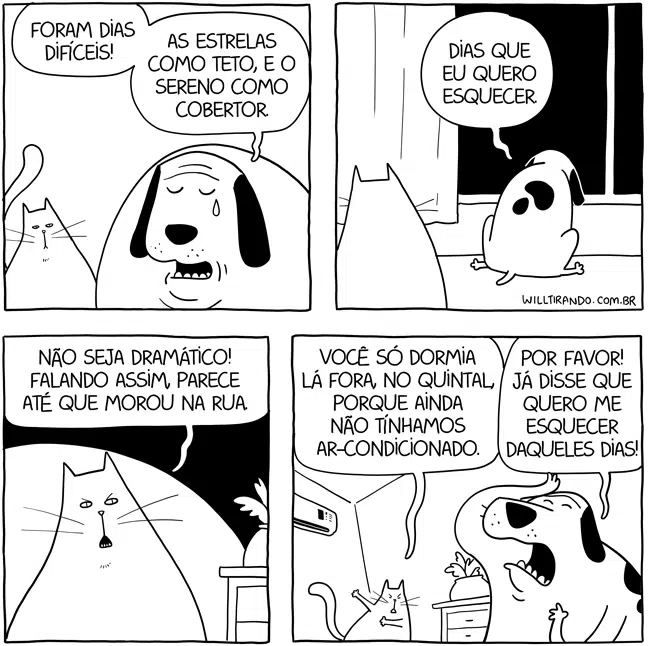 FORAM DIAS
DIFÍCEIS!
AS ESTRELAS
COMO TETO, E O
SERENO COMO
COBERTOR.
DIAS QUE
EU QUERO
ESQUECER.
WILLTIRANDO.COM.BR
NÃO SEJA DRAMÁTICO!
FALANDO ASSIM, PARECE
ATÉ QUE MOROU NA RUA.
VOCÊ SÓ DORMIA
LÁ FORA, NO QUINTAL,
PORQUE AINDA
NÃO TÍNHAMOS
AR-CONDICIONADO.
POR FAVOR!
JÁ DISSE QUE
QUERO ME
ESQUECER
DAQUELES DIAS!